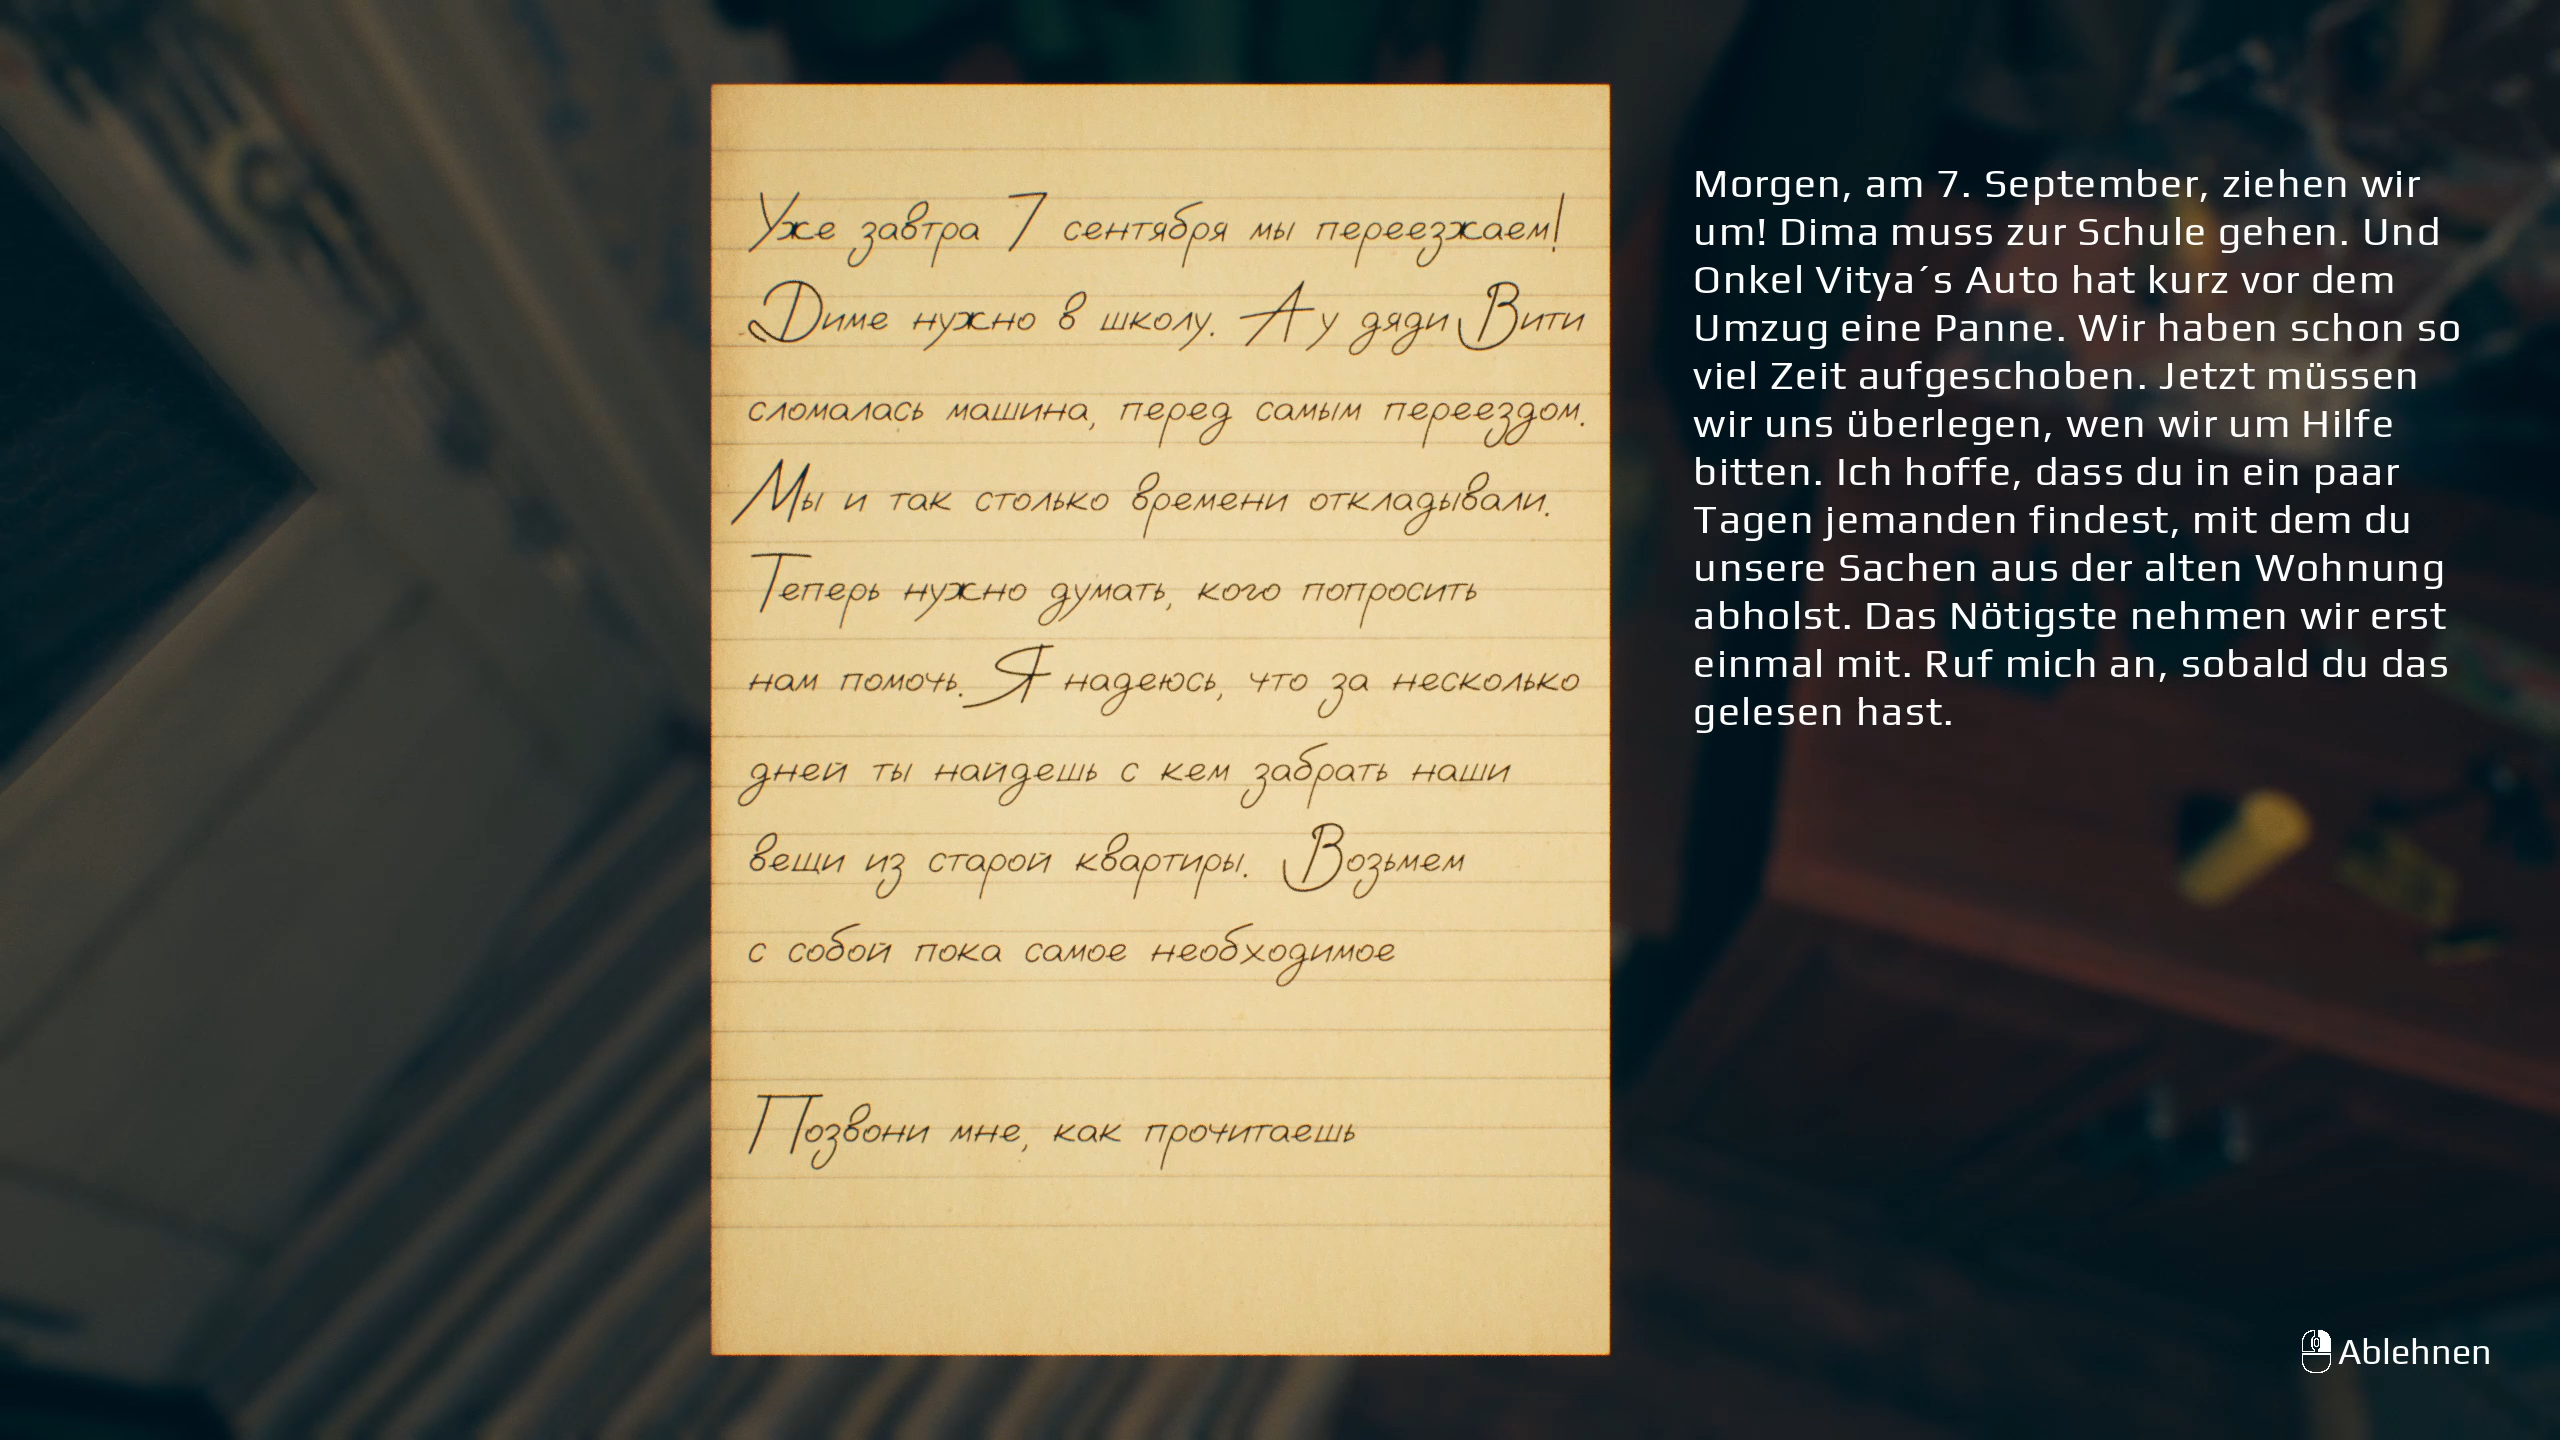 Уже завтра 7 сентября мы переезжаем!
Диме нужно в школу. А у дяди Вити
сломалась машина, перед самым переездом.
Мы и так столько времени откладывали.
Теперь нужно думать, кого попросить
нам помочь. Я надеюсь, что за несколько
дней ты найдешь с кем забрать наши
вещи из старой квартиры. Возьмем
с собой пока самое необходимое
Позвони мне, как прочитаешь
Morgen, am 7. September, ziehen wir
um! Dima muss zur Schule gehen. Und
Onkel Vitya´s Auto hat kurz vor dem
Umzug eine Panne. Wir haben schon so
viel Zeit aufgeschoben. Jetzt müssen
wir uns überlegen, wen wir um Hilfe
bitten. Ich hoffe, dass du in ein paar
Tagen jemanden findest, mit dem du
unsere Sachen aus der alten Wohnung
abholst. Das Nötigste nehmen wir erst
einmal mit. Ruf mich an, sobald du das
gelesen hast.
Ablehnen